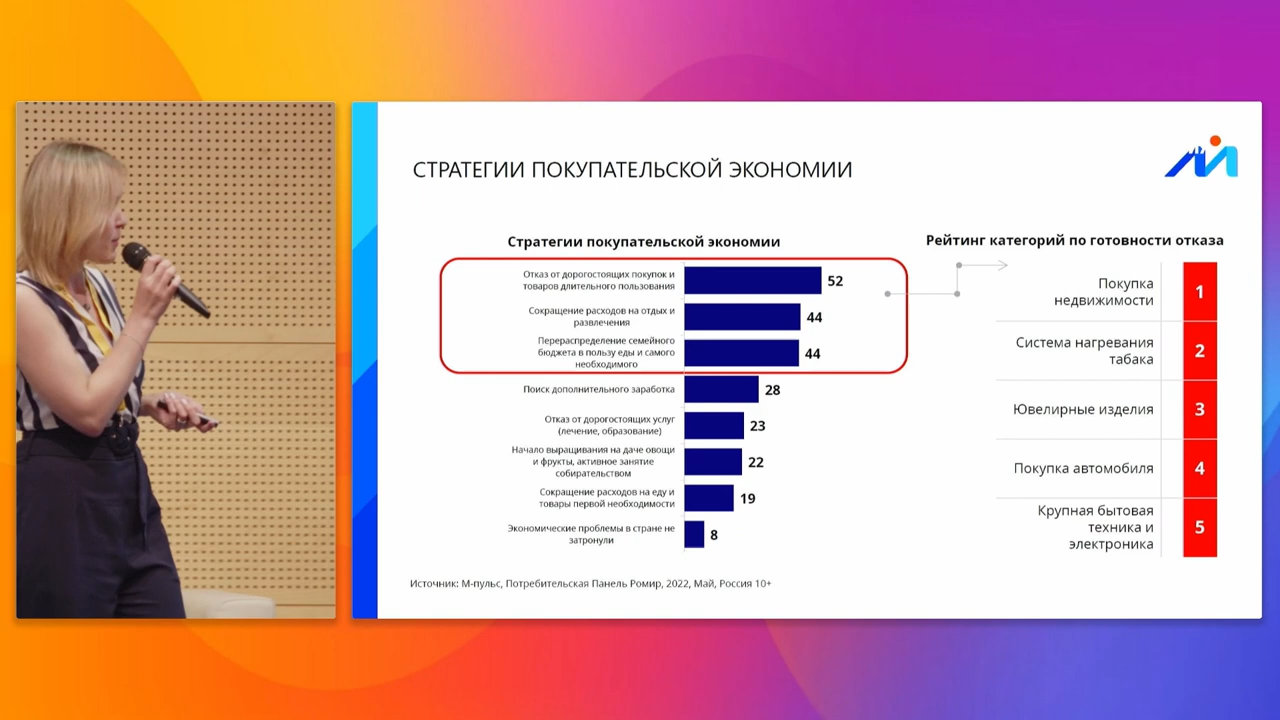 СТРАТЕГИИ ПОКУПАТЕЛЬСКОЙ ЭКОНОМИИ
Стратегии покупательской экономии
Отказ от дорогостоящих покупок и
товаров длительного пользования
52
Сокращение расходов на отдых и
развлечения
44
Перераспределение семейного
бюджета в пользу еды и самого
необходимого
44
Поиск дополнительного заработка
28
Отказ от дорогостоящих услуг
(лечение, образование)
23
Начало выращивания на даче овощи
и фрукты, активное занятие
собирательством
22
Сокращение расходов на еду и
товары первой необходимости
19
Экономические проблемы в стране не
затронули
8
Рейтинг категорий по готовности отказа
Покупка
недвижимости
1
Система нагревания
табака
2
Ювелирные изделия
3
Покупка автомобиля
4
Крупная бытовая
техника и
электроника
5
Источник: М-пульс, Потребительская Панель Ромир, 2022, Май, Россия 10+